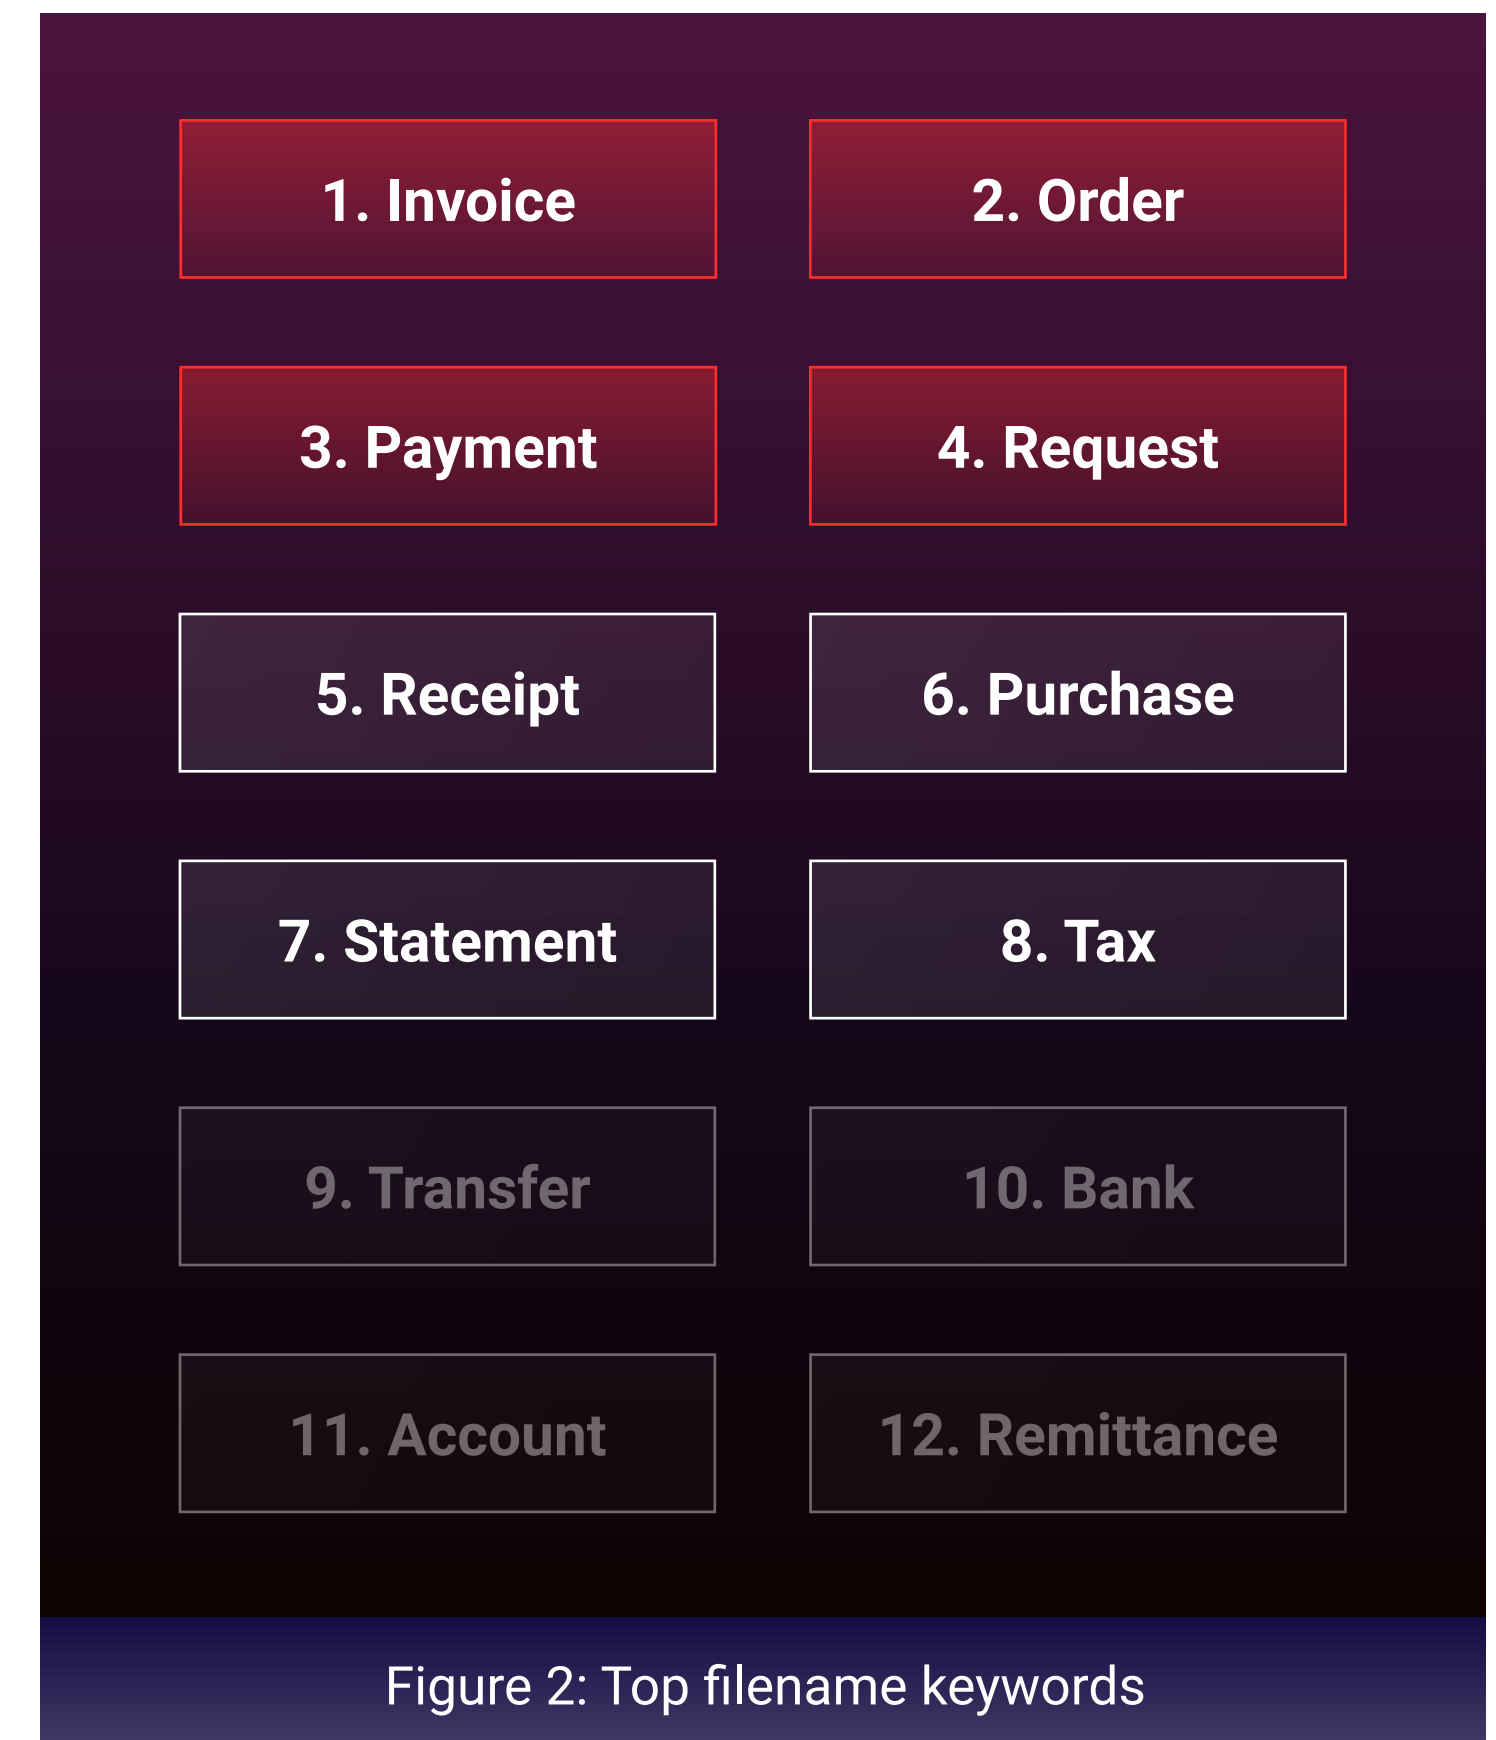 1. Invoice
2. Order
3. Payment
4. Request
5. Receipt
6. Purchase
7. Statement
8. Tax
9. Transfer
10. Bank
11. Account
12. Remittance
Figure 2: Top filename keywords